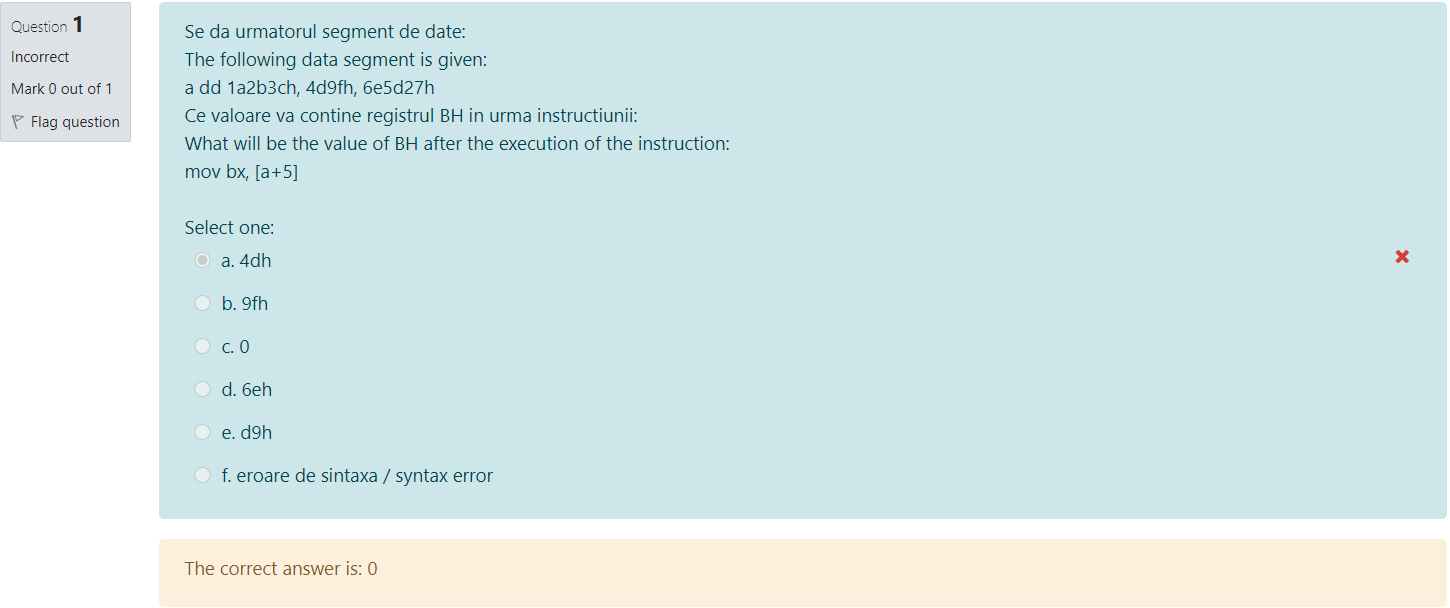 Question 1
Incorrect
Mark 0 out of 1
Flag question
Se da urmatorul segment de date:
The following data segment is given:
a dd 1a2b3ch, 4d9fh, 6e5d27h
Ce valoare va contine registrul BH in urma instructiunii:
What will be the value of BH after the execution of the instruction:
mov bx, [a+5]
Select one:
a. 4dh
b. 9fh
c. 0
d. 6eh
e. d9h
f. eroare de sintaxa / syntax error
The correct answer is: 0